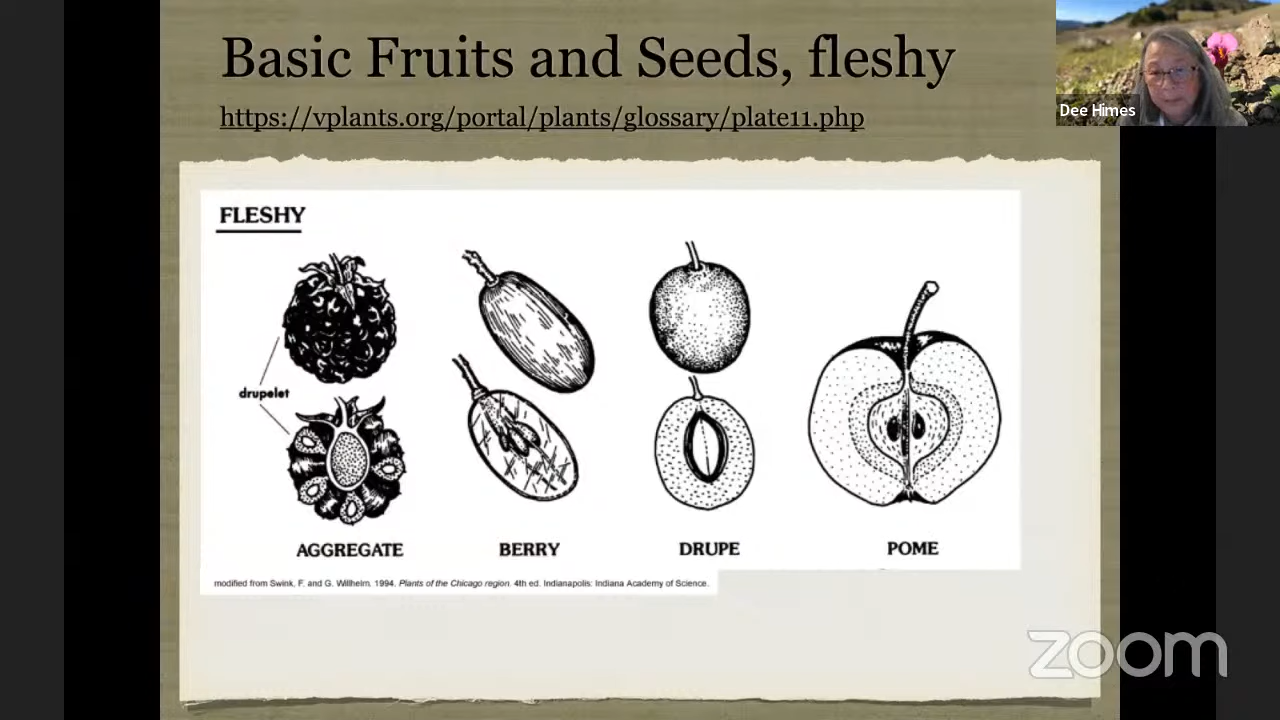 Basic Fruits and Seeds, fleshy
https://vplants.org/portal/plants/glossary/plate11.php
Dee Himes
FLESHY
drupelet
AGGREGATE
BERRY
DRUPE
POME
modified from Swink, F. and G. Wilhelm. 1994. Plants of the Chicago region. 4th ed. Indianapolis: Indiana Academy of Science.
zoom